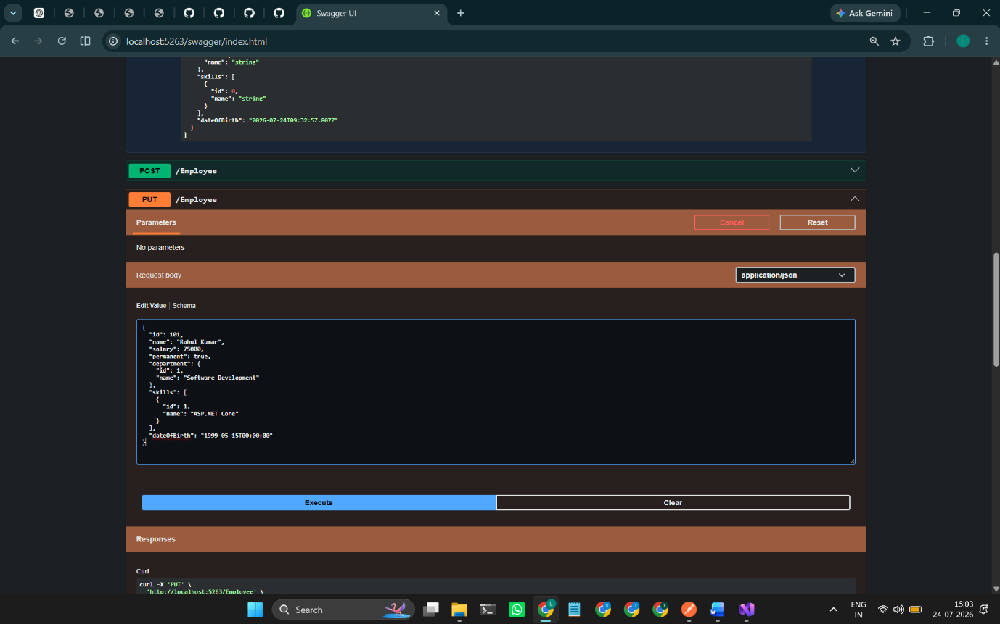 Swagger UI
Ask Gemini
L
localhost:5263/swagger/index.html
L
"name": "string"
},
"skills": [
{
"id": 0,
"name": "string"
}
],
"dateOfBirth": "2026-07-24T09:32:57.807Z"
}
]
POST /Employee
PUT /Employee
Parameters
Cancel
Reset
No parameters
Request body
application/json
Edit Value | Schema
{
"id": 101,
"name": "Rahul Kumar",
"salary": 75000,
"permanent": true,
"department": {
"id": 1,
"name": "Software Development"
},
"skills": [
{
"id": 1,
"name": "ASP.NET Core"
}
],
"dateOfBirth": "1999-05-15T00:00:00"
}
Execute
Clear
Responses
Curl
curl -X 'PUT' \
'http://localhost:5263/Employee' \
Search
ENG
IN
15:03
24-07-2026